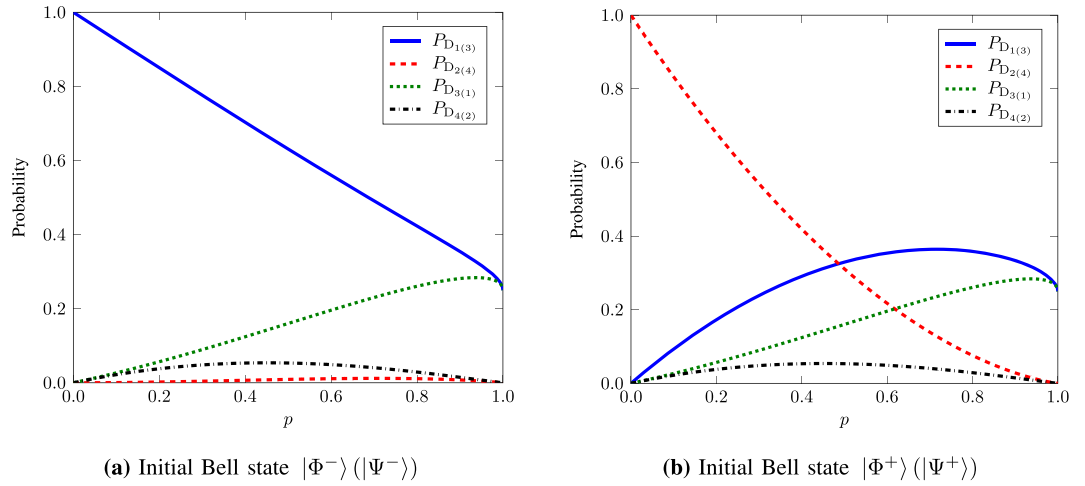 1.0
0.8
0.6
0.4
0.2
0.0
Probability
0.0 0.2 0.4 0.6 0.8 1.0
p
P_{D_{1(3)}}
P_{D_{2(4)}}
P_{D_{3(1)}}
P_{D_{4(2)}}
(a) Initial Bell state |Φ⁻⟩ (|Ψ⁻⟩)
1.0
0.8
0.6
0.4
0.2
0.0
Probability
0.0 0.2 0.4 0.6 0.8 1.0
p
P_{D_{1(3)}}
P_{D_{2(4)}}
P_{D_{3(1)}}
P_{D_{4(2)}}
(b) Initial Bell state |Φ⁺⟩ (|Ψ⁺⟩)